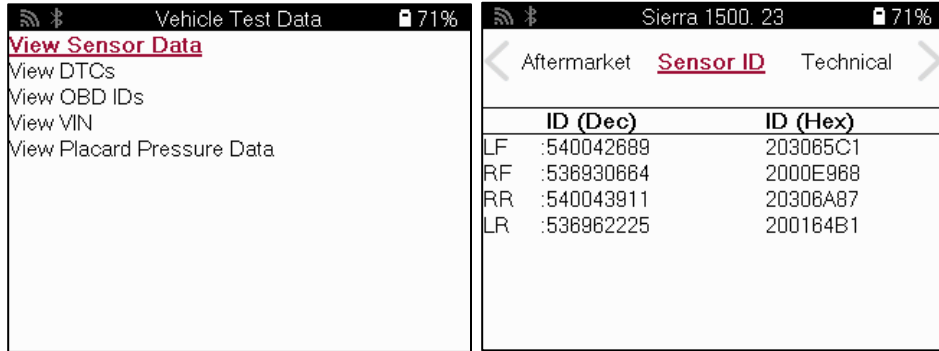 Vehicle Test Data 71%
View Sensor Data
View DTCs
View OBD IDs
View VIN
View Placard Pressure Data
Sierra 1500. 23 71%
Aftermarket Sensor ID Technical
ID (Dec) ID (Hex)
LF :540042689 203065C1
RF :536930664 2000E968
RR :540043911 20306A87
LR :536962225 200164B1